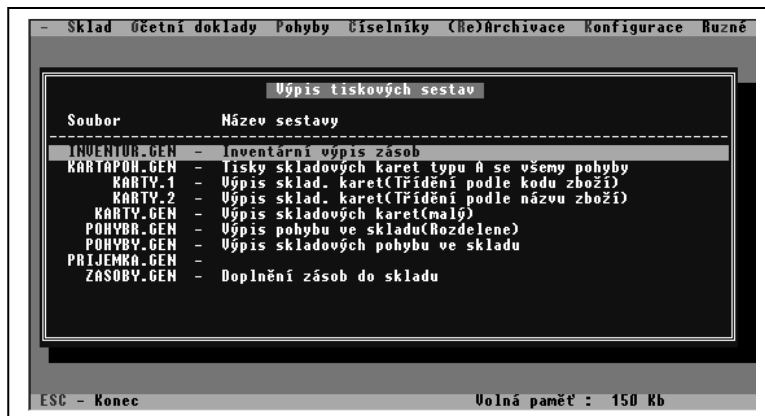 - Sklad Účetní doklady Pohyby Číselníky (Re)Archivace Konfigurace Ruzné
Výpis tiskových sestav
Soubor Název sestavy
INVENTUR.GEN - Inventární výpis zásob
KARTAPOH.GEN - Tisky skladových karet typu A se všemy pohyby
KARTY.1 - Výpis sklad. karet(Třídění podle kodu zboží)
KARTY.2 - Výpis sklad. karet(Třídění podle názvu zboží)
KARTY.GEN - Výpis skladových karet(malý)
POHYBR.GEN - Výpis pohybu ve skladu(Rozdelene)
POHYBY.GEN - Výpis skladových pohybu ve skladu
PRIJEMKA.GEN -
ZASOBY.GEN - Doplnění zásob do skladu
ESC - Konec Volná paměť : 150 Kb